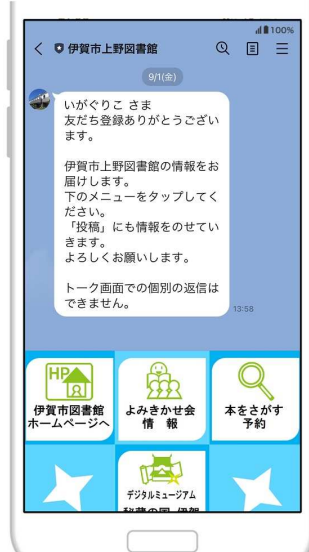 100%
伊賀市上野図書館
9/1(金)
いがぐりこ さま
友だち登録ありがとうござい
ます。
伊賀市上野図書館の情報をお
届けします。
下のメニューをタップしてく
ださい。
「投稿」にも情報をのせてい
きます。
よろしくお願いします。
トーク画面での個別の返信は
できません。
13:58
HP
伊賀市図書館
ホームページへ
よみきかせ会
情 報
本をさがす
予約
デジタルミュージアム
秘蔵の国 伊賀